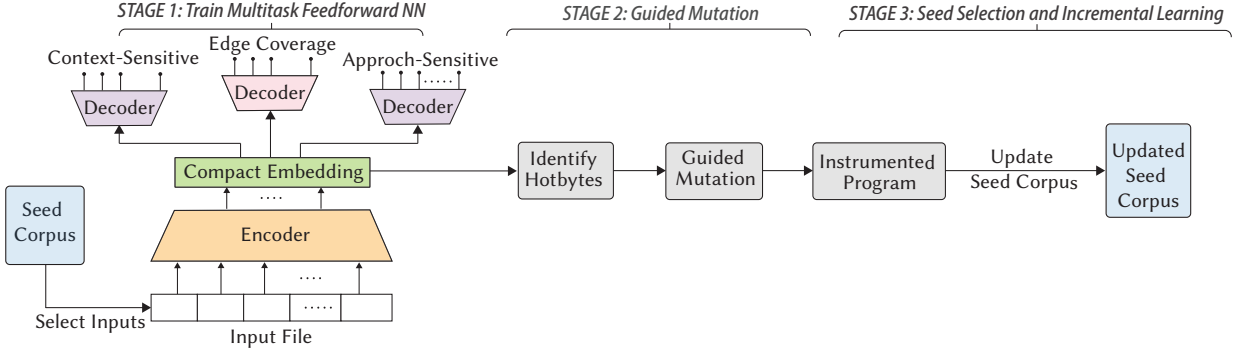 STAGE 1: Train Multitask Feedforward NN
STAGE 2: Guided Mutation
STAGE 3: Seed Selection and Incremental Learning
Context-Sensitive
Edge Coverage
Approch-Sensitive
Decoder
Decoder
Decoder
Compact Embedding
Encoder
Seed
Corpus
Select Inputs
Input File
Identify
Hotbytes
Guided
Mutation
Instrumented
Program
Update
Seed Corpus
Updated
Seed
Corpus